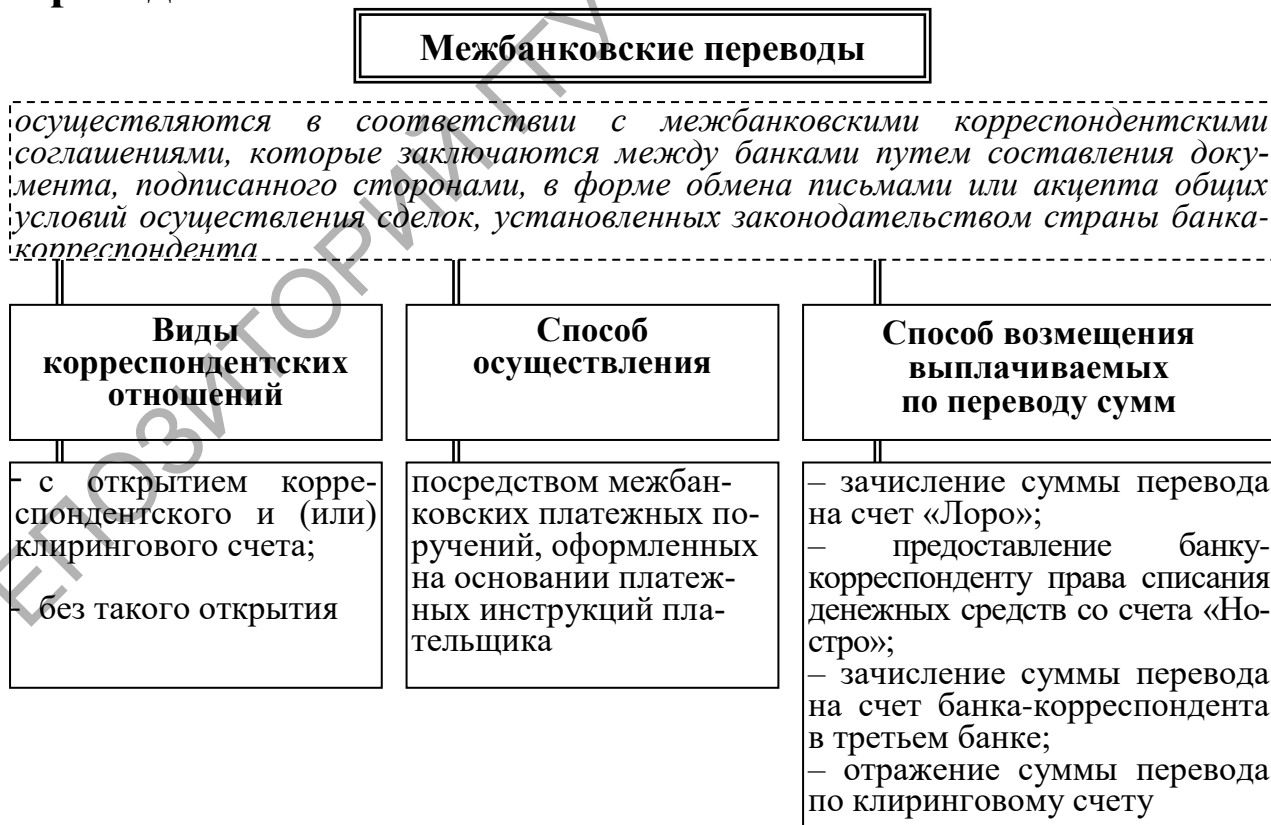 Межбанковские переводы
осуществляются в соответствии с межбанковскими корреспондентскими
соглашениями, которые заключаются между банками путем составления доку-
мента, подписанного сторонами, в форме обмена письмами или акцепта общих
условий осуществления сделок, установленных законодательством страны банка-
корреспондента
Виды
корреспондентских
отношений
- с открытием корре-
спондентского и (или)
клирингового счета;
- без такого открытия
Способ
осуществления
посредством межбан-
ковских платежных по-
ручений, оформленных
на основании платеж-
ных инструкций пла-
тельщика
Способ возмещения
выплачиваемых
по переводу сумм
– зачисление суммы перевода
на счет «Лоро»;
– предоставление банку-
корреспонденту права списания
денежных средств со счета «Но-
стро»;
– зачисление суммы перевода
на счет банка-корреспондента
в третьем банке;
– отражение суммы перевода
по клиринговому счету
ЕПОЗИТОРИЙ ГГУ